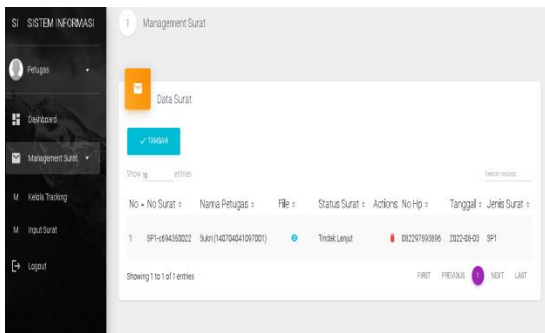 SI SISTEM INFORMASI
Management Surat
Petugas
Data Surat
Dashboard
TAMBAH
Management Surat
Show 10 entries
Search records
M Kelola Tracking
No No Surat Nama Petugas File Status Surat Actions No Hp Tanggal Jenis Surat
M Input Surat
1 SP1-c694350022 Sukri(140704041097001) Tindak Lanjut 082297593896 2022-08-03 SP1
Logout
Showing 1 to 1 of 1 entries
FIRST PREVIOUS 1 NEXT LAST